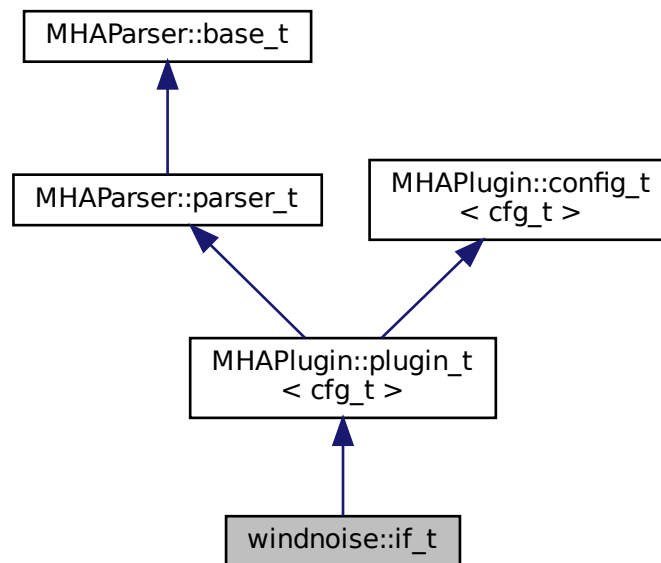 MHAParser::base_t
MHAParser::parser_t
MHAPlugin::config_t
< cfg_t >
MHAPlugin::plugin_t
< cfg_t >
windnoise::if_t